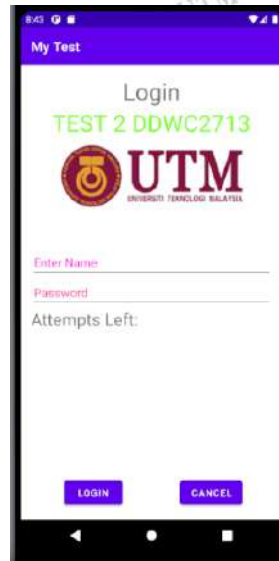 8:43
My Test
Login
TEST 2 DDWC2713
UTM
UNIVERSITI TEKNOLOGI MALAYSIA
Enter Name
Password
Attempts Left:
LOGIN
CANCEL